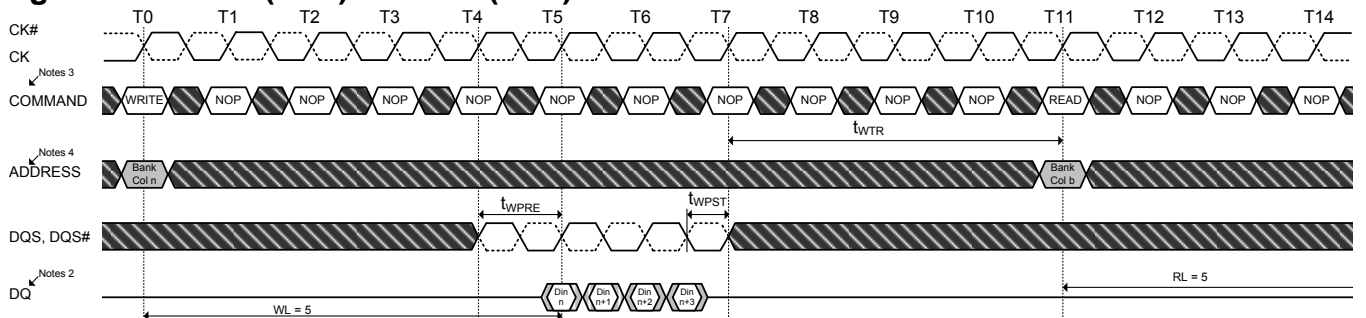 T0 T1 T2 T3 T4 T5 T6 T7 T8 T9 T10 T11 T12 T13 T14
CK#
CK
Notes 3
COMMAND WRITE NOP NOP NOP NOP NOP NOP NOP NOP NOP NOP READ NOP NOP NOP
tWTR
Notes 4
ADDRESS Bank Col n Bank Col b
tWPRE tWPST
DQS, DQS#
Notes 2
DQ Din n Din n+1 Din n+2 Din n+3
WL = 5 RL = 5